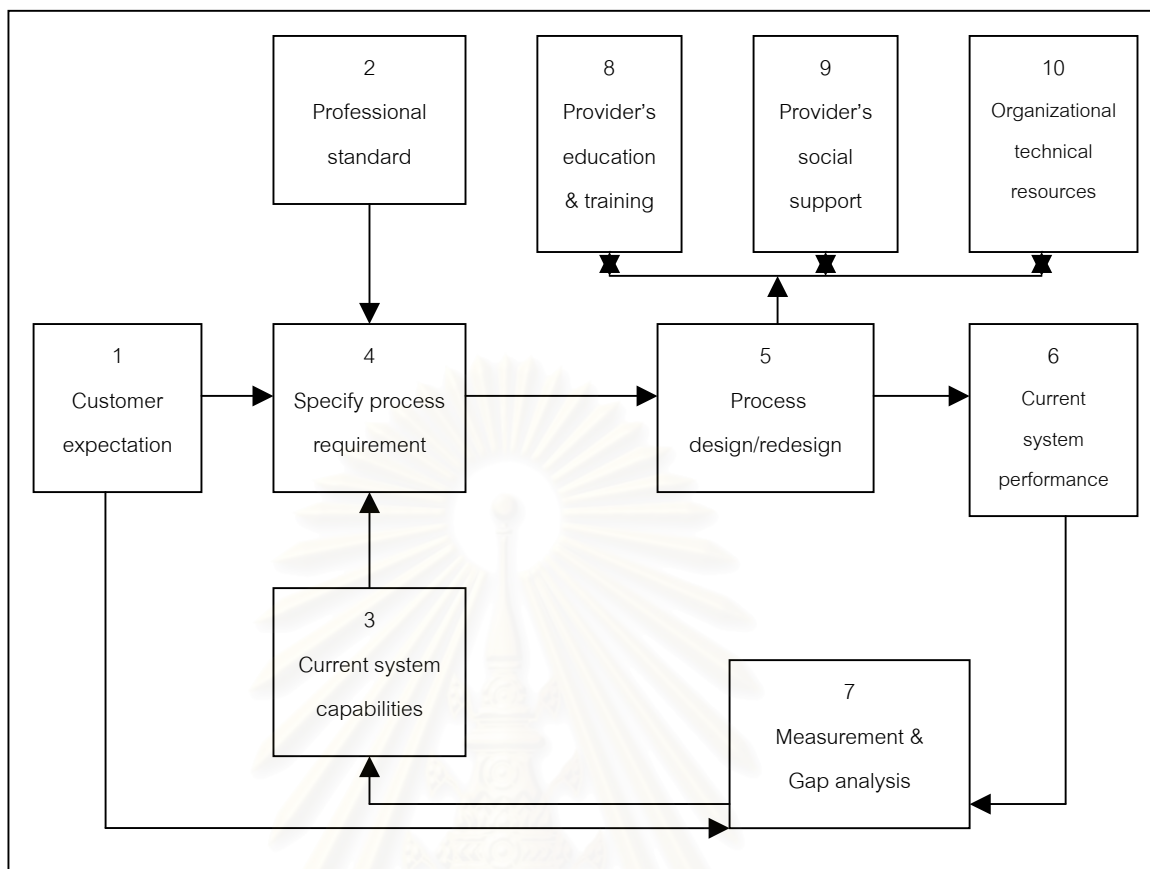 2
Professional
standard
8
Provider's
education
& training
9
Provider's
social
support
10
Organizational
technical
resources
1
Customer
expectation
4
Specify process
requirement
5
Process
design/redesign
6
Current
system
performance
3
Current system
capabilities
7
Measurement &
Gap analysis